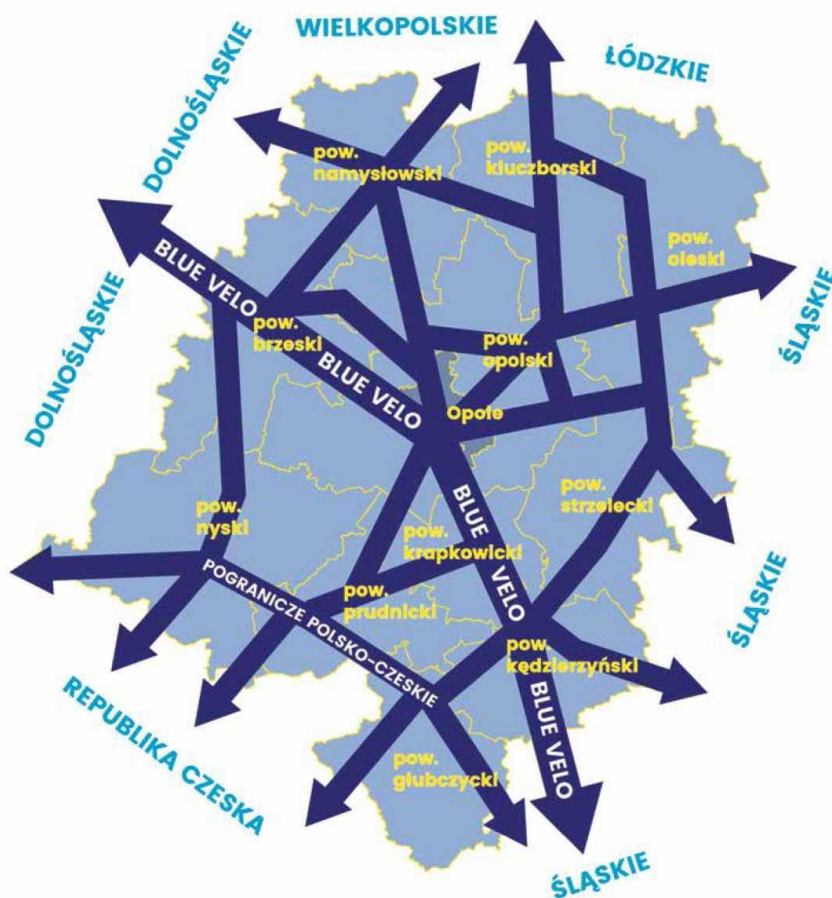 WIELKOPOLSKIE
ŁÓDZKIE
DOLNOŚLĄSKIE
pow.
namysłowski
pow.
kluczborski
pow.
oleski
BLUE VELO
ŚLĄSKIE
DOLNOŚLĄSKIE
pow.
brzeski
BLUE VELO
pow.
opolski
Opole
pow.
nyski
BLUE VELO
pow.
strzelecki
pow.
krapkowicki
POGRANICZE POLSKO-CZESKIE
pow.
prudnicki
ŚLĄSKIE
pow.
kędzierzyński
REPUBLIKA CZESKA
BLUE VELO
pow.
głubczycki
ŚLĄSKIE